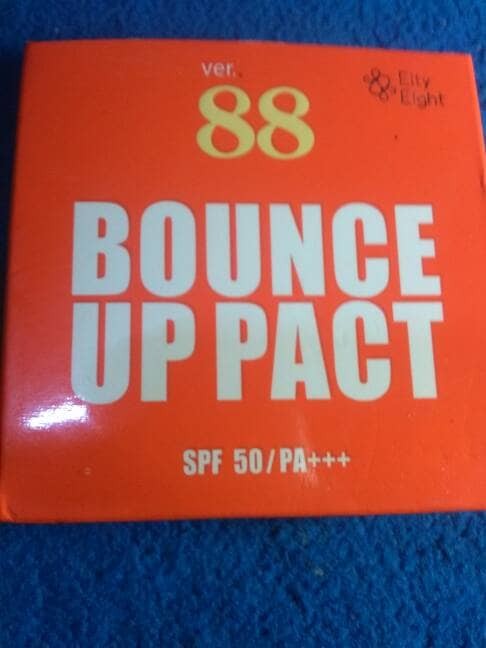 ver.
88
Eity
Eight
BOUNCE
UP PACT
SPF 50/PA+++